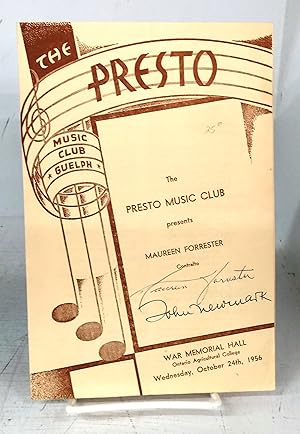 THE PRESTO
MUSIC
CLUB
GUELPH
The
PRESTO MUSIC CLUB
presents
MAUREEN FORRESTER
Contralto
Maureen Forrester
John Newmark
WAR MEMORIAL HALL
Ontario Agricultural College
Wednesday, October 24th, 1956